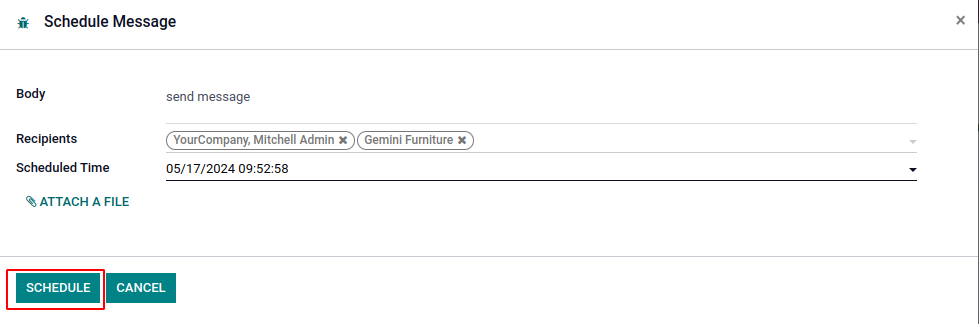 Schedule Message
Body
send message
Recipients
YourCompany, Mitchell Admin Gemini Furniture
Scheduled Time
05/17/2024 09:52:58
ATTACH A FILE
SCHEDULE CANCEL